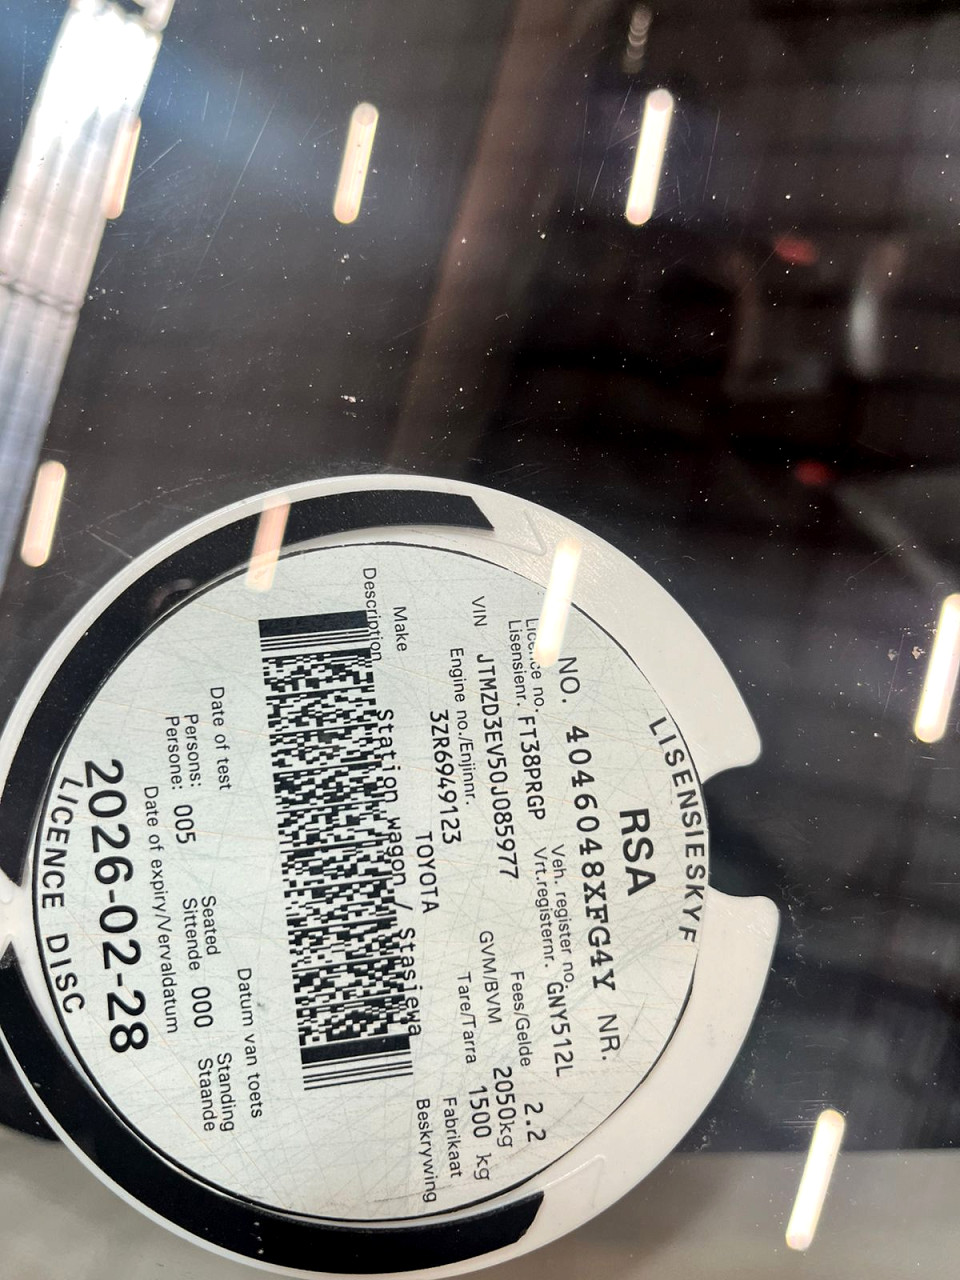 LISENSIESKYF
RSA
NO. 4046048XFG4Y NR.
Licence no. Veh. register no.
Lisensienr. FT38PRGP Vrt.registernr. GNY512L
VIN JTMZD3EV50J085977 Fees/Gelde 2.2
Engine no./Enjinnr. GVM/BVM 2050kg
3ZR6949123 Tare/Tarra 1500 kg
Make TOYOTA Fabrikaat
Description Station wagon / Stasiewa Beskrywing
Date of test Datum van toets
Persons: Seated Standing
Persone: 005 Sittende 000 Staande
Date of expiry/Vervaldatum
2026-02-28
LICENCE DISC